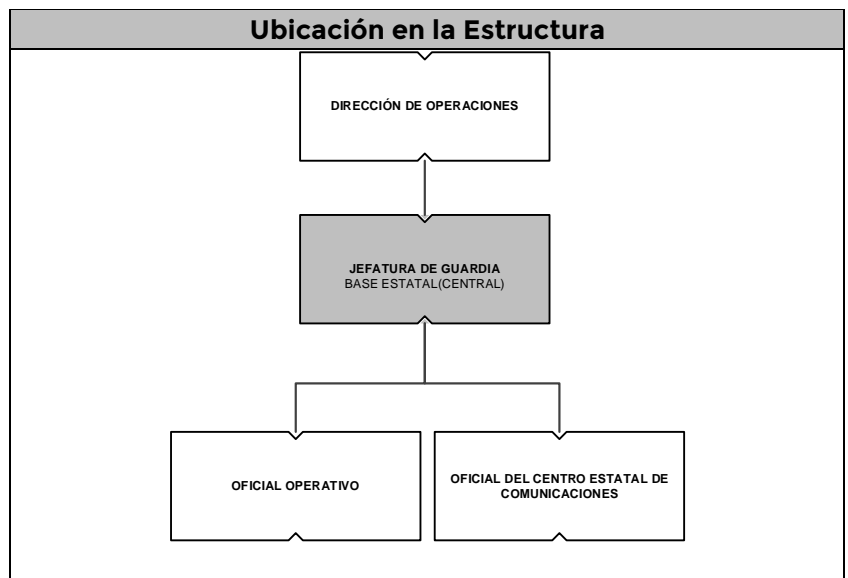 Ubicación en la Estructura
DIRECCIÓN DE OPERACIONES
JEFATURA DE GUARDIA
BASE ESTATAL(CENTRAL)
OFICIAL OPERATIVO
OFICIAL DEL CENTRO ESTATAL DE
COMUNICACIONES